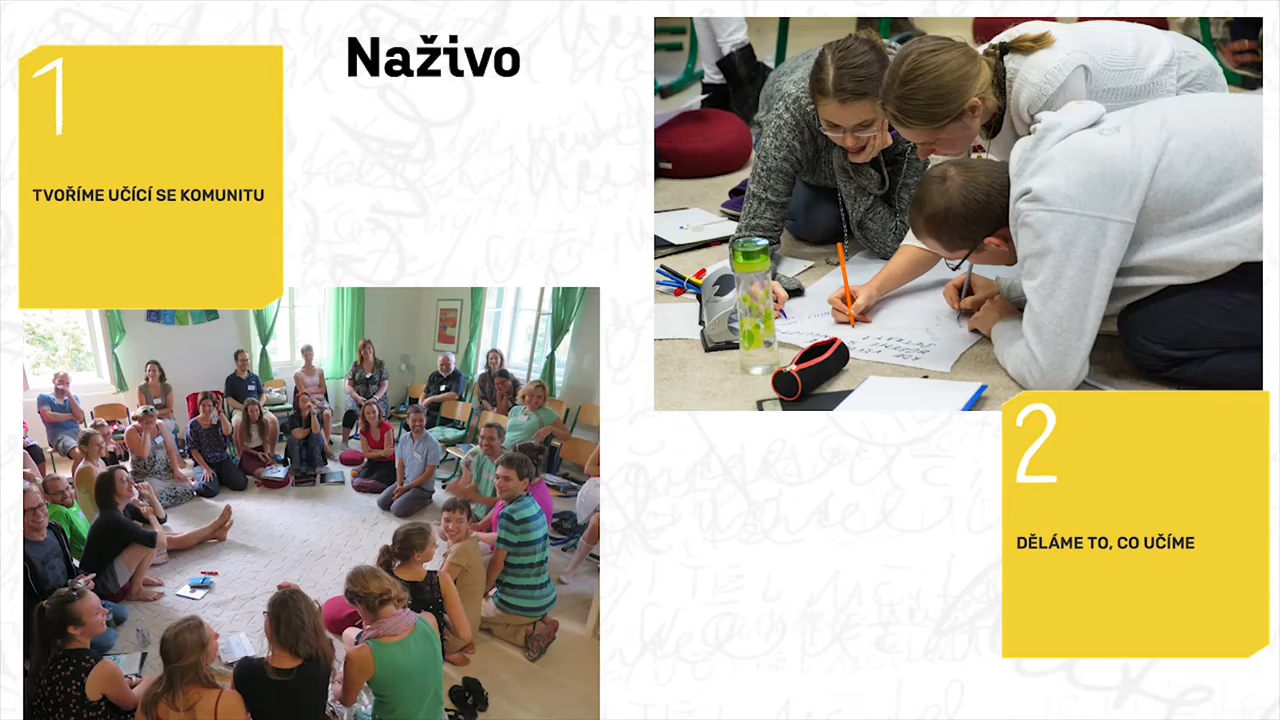 Naživo
1
TVOŘÍME UČÍCÍ SE KOMUNITU
2
DĚLÁME TO, CO UČÍME